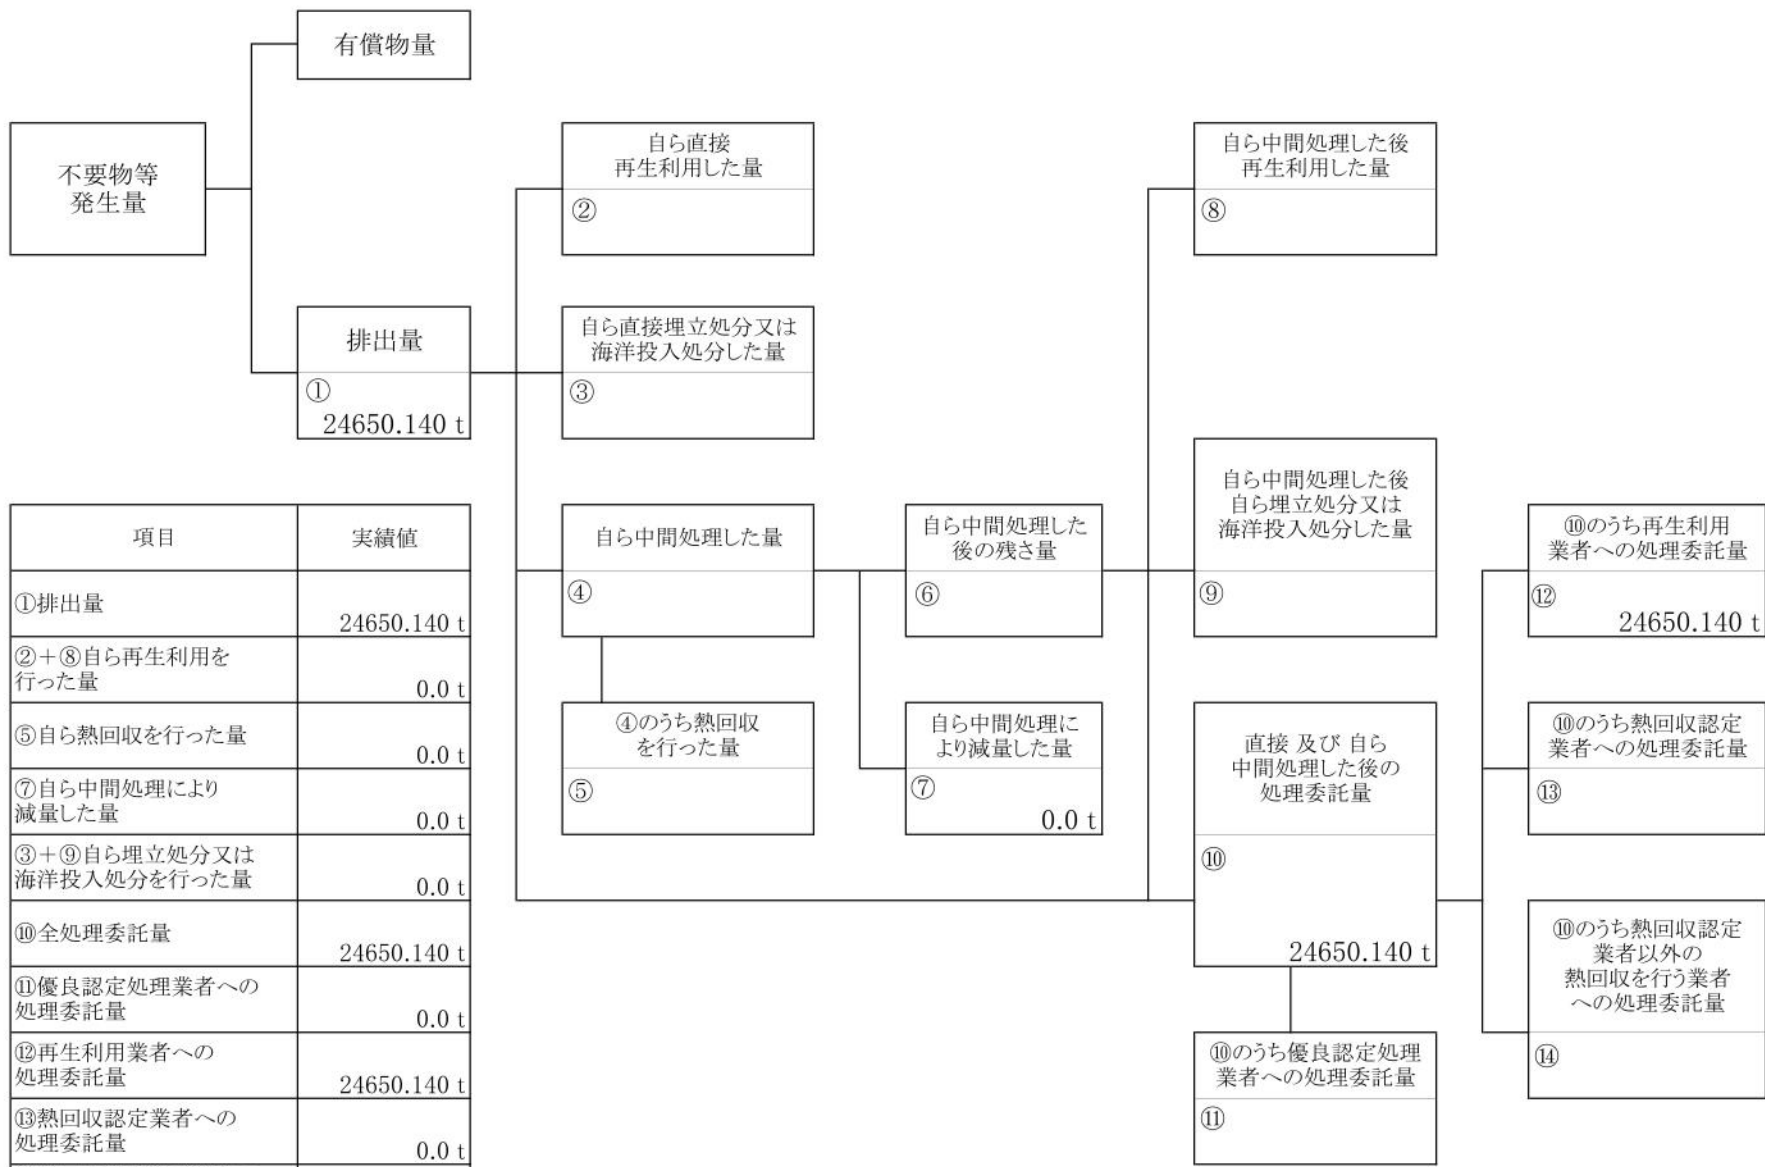 有償物量
不要物等
発生量
排出量
①
24650.140 t
自ら直接
再生利用した量
②
自ら直接埋立処分又は
海洋投入処分した量
③
自ら中間処理した量
④
④のうち熱回収
を行った量
⑤
自ら中間処理した
後の残さ量
⑥
自ら中間処理に
より減量した量
⑦
0.0 t
自ら中間処理した後
再生利用した量
⑧
自ら中間処理した後
自ら埋立処分又は
海洋投入処分した量
⑨
直接 及び 自ら
中間処理した後の
処理委託量
⑩
24650.140 t
⑩のうち優良認定処理
業者への処理委託量
⑪
⑩のうち再生利用
業者への処理委託量
⑫
24650.140 t
⑩のうち熱回収認定
業者への処理委託量
⑬
⑩のうち熱回収認定
業者以外の
熱回収を行う業者
への処理委託量
⑭
項目 実績値
①排出量
24650.140 t
②+⑧自ら再生利用を
行った量
0.0 t
⑤自ら熱回収を行った量
0.0 t
⑦自ら中間処理により
減量した量
0.0 t
③+⑨自ら埋立処分又は
海洋投入処分を行った量
0.0 t
⑩全処理委託量
24650.140 t
⑪優良認定処理業者への
処理委託量
0.0 t
⑫再生利用業者への
処理委託量
24650.140 t
⑬熱回収認定業者への
処理委託量
0.0 t